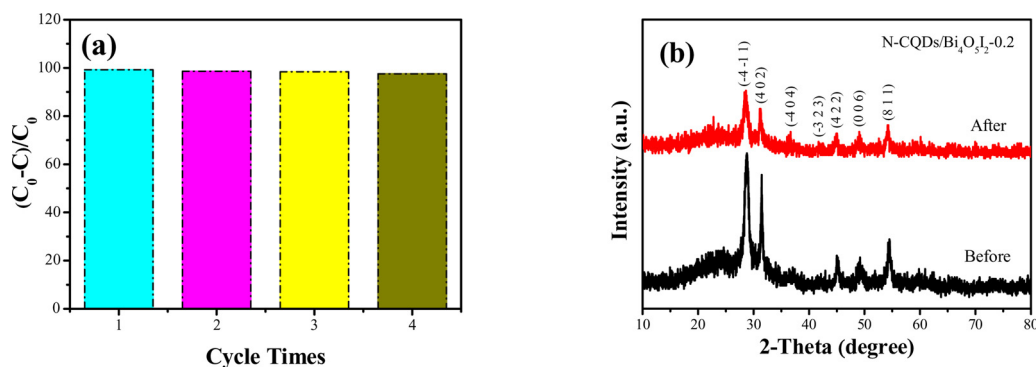 (a)
120
100
80
60
40
20
0
(C₀-C)/C₀
1 2 3 4
Cycle Times
(b)
N-CQDs/Bi₄O₅I₂-0.2
(-4 -1 1)
(4 0 2)
(-4 0 4)
(-3 2 3)
(4 2 2)
(0 0 6)
(8 1 1)
After
Before
Intensity (a.u.)
10 20 30 40 50 60 70 80
2-Theta (degree)